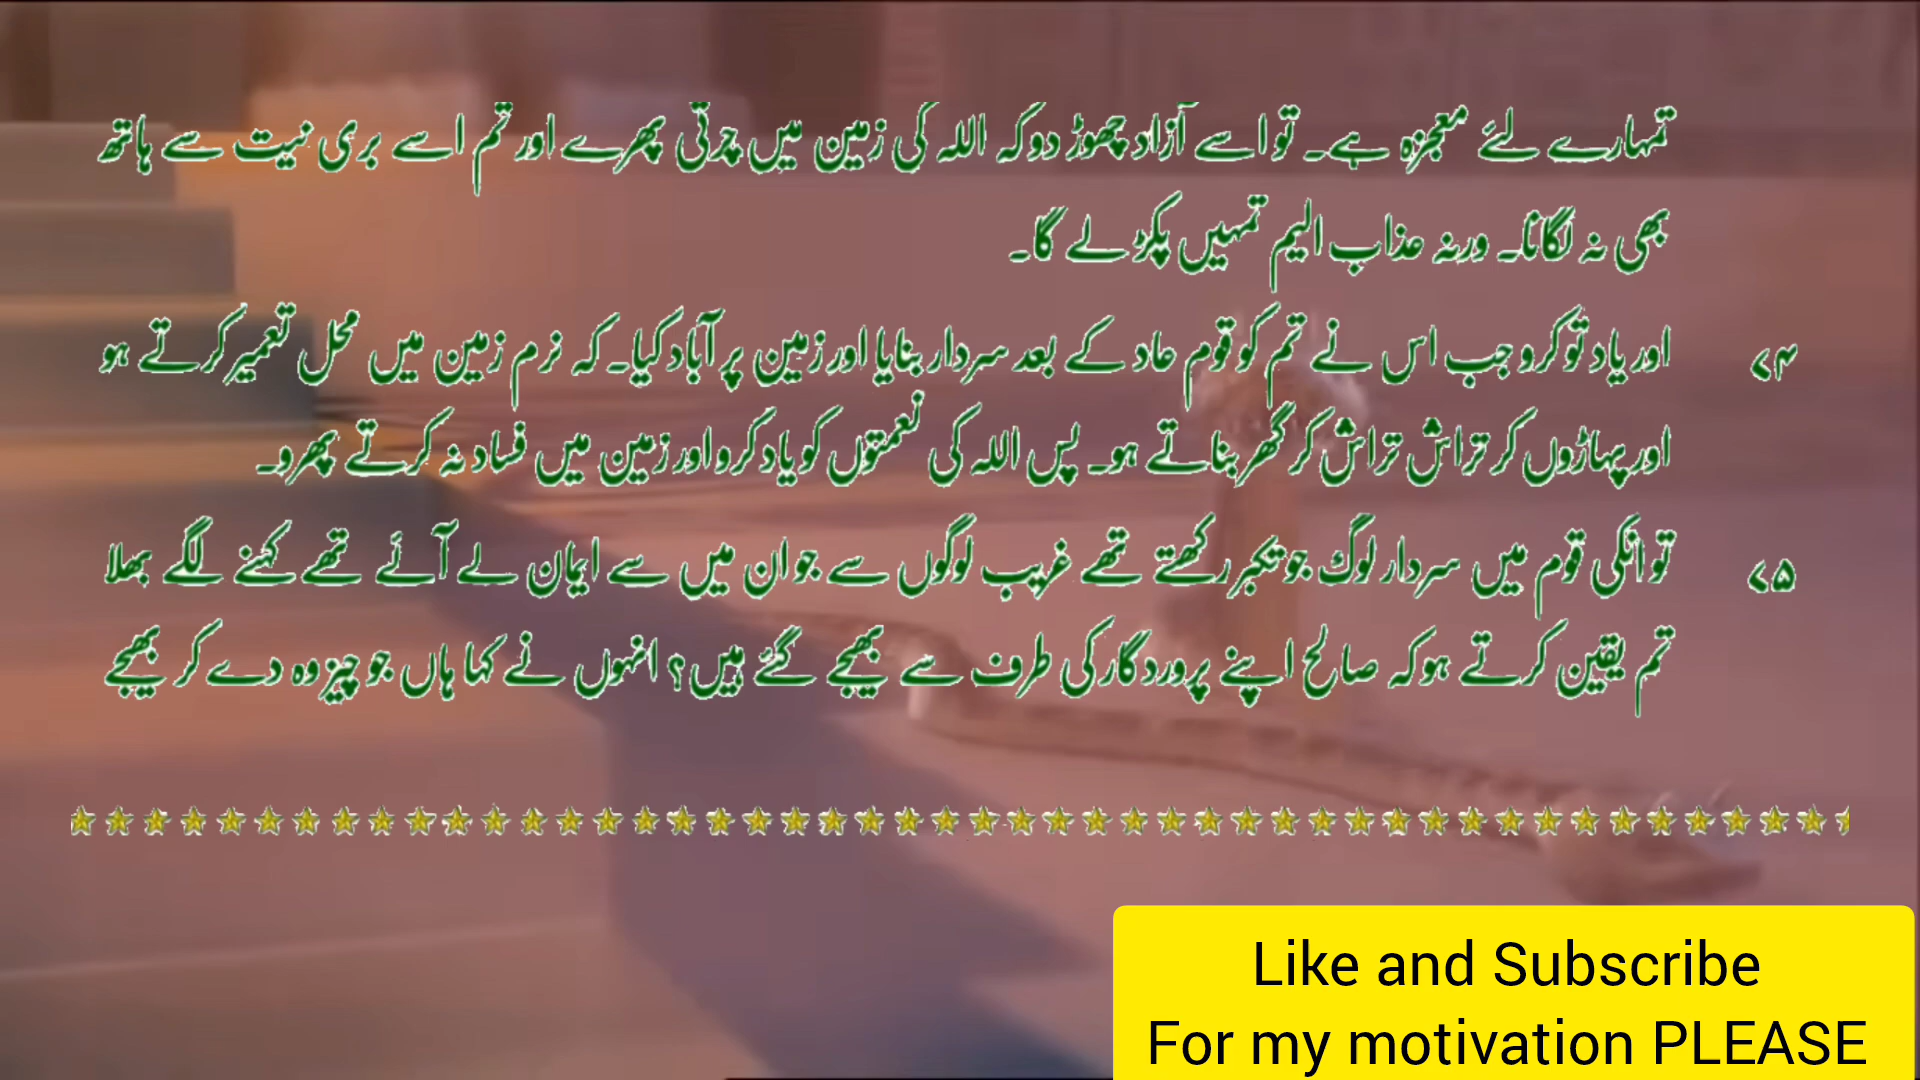 تمہارے لئے معجزہ ہے۔ تو اسے آزاد چھوڑ دو کہ اللہ کی زمین میں چرتی پھرے اور تم اسے بری نیت سے ہاتھ
بھی نہ لگانا۔ ورنہ عذاب الیم تمہیں پکڑ لے گا۔
۷۴ اور یاد تو کرو جب اس نے تم کو قوم عاد کے بعد سردار بنایا اور زمین پر آباد کیا۔ کہ نرم زمین میں محل تعمیر کرتے ہو
اور پہاڑوں کر تراش تراش کر گھر بناتے ہو۔ پس اللہ کی نعمتوں کو یاد کرو اور زمین میں فساد نہ کرتے پھرو۔
۷۵ تو انکی قوم میں سردار لوگ جو تکبر رکھتے تھے غریب لوگوں سے جو ان میں سے ایمان لے آئے تھے کہنے لگے بھلا
تم یقین کرتے ہو کہ صالح اپنے پروردگار کی طرف سے بھیجے گئے ہیں؟ انہوں نے کہا ہاں جو چیز وہ دے کر بھیجے
Like and Subscribe
For my motivation PLEASE